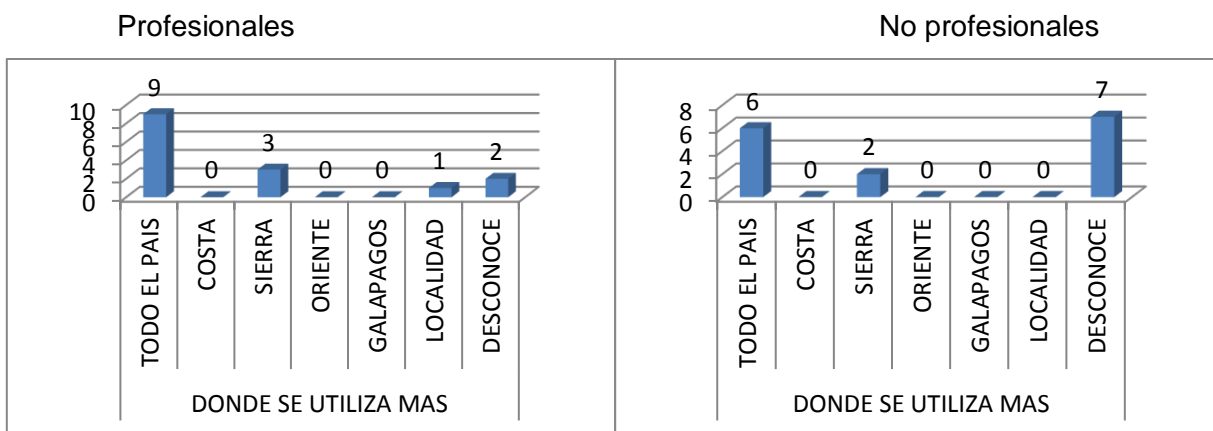 Profesionales
No profesionales
9
10
8
6
4
2
0
0
3
0
0
1
2
TODO EL PAIS
COSTA
SIERRA
ORIENTE
GALAPAGOS
LOCALIDAD
DESCONOCE
DONDE SE UTILIZA MAS
6
8
6
4
2
0
0
2
0
0
0
7
TODO EL PAIS
COSTA
SIERRA
ORIENTE
GALAPAGOS
LOCALIDAD
DESCONOCE
DONDE SE UTILIZA MAS